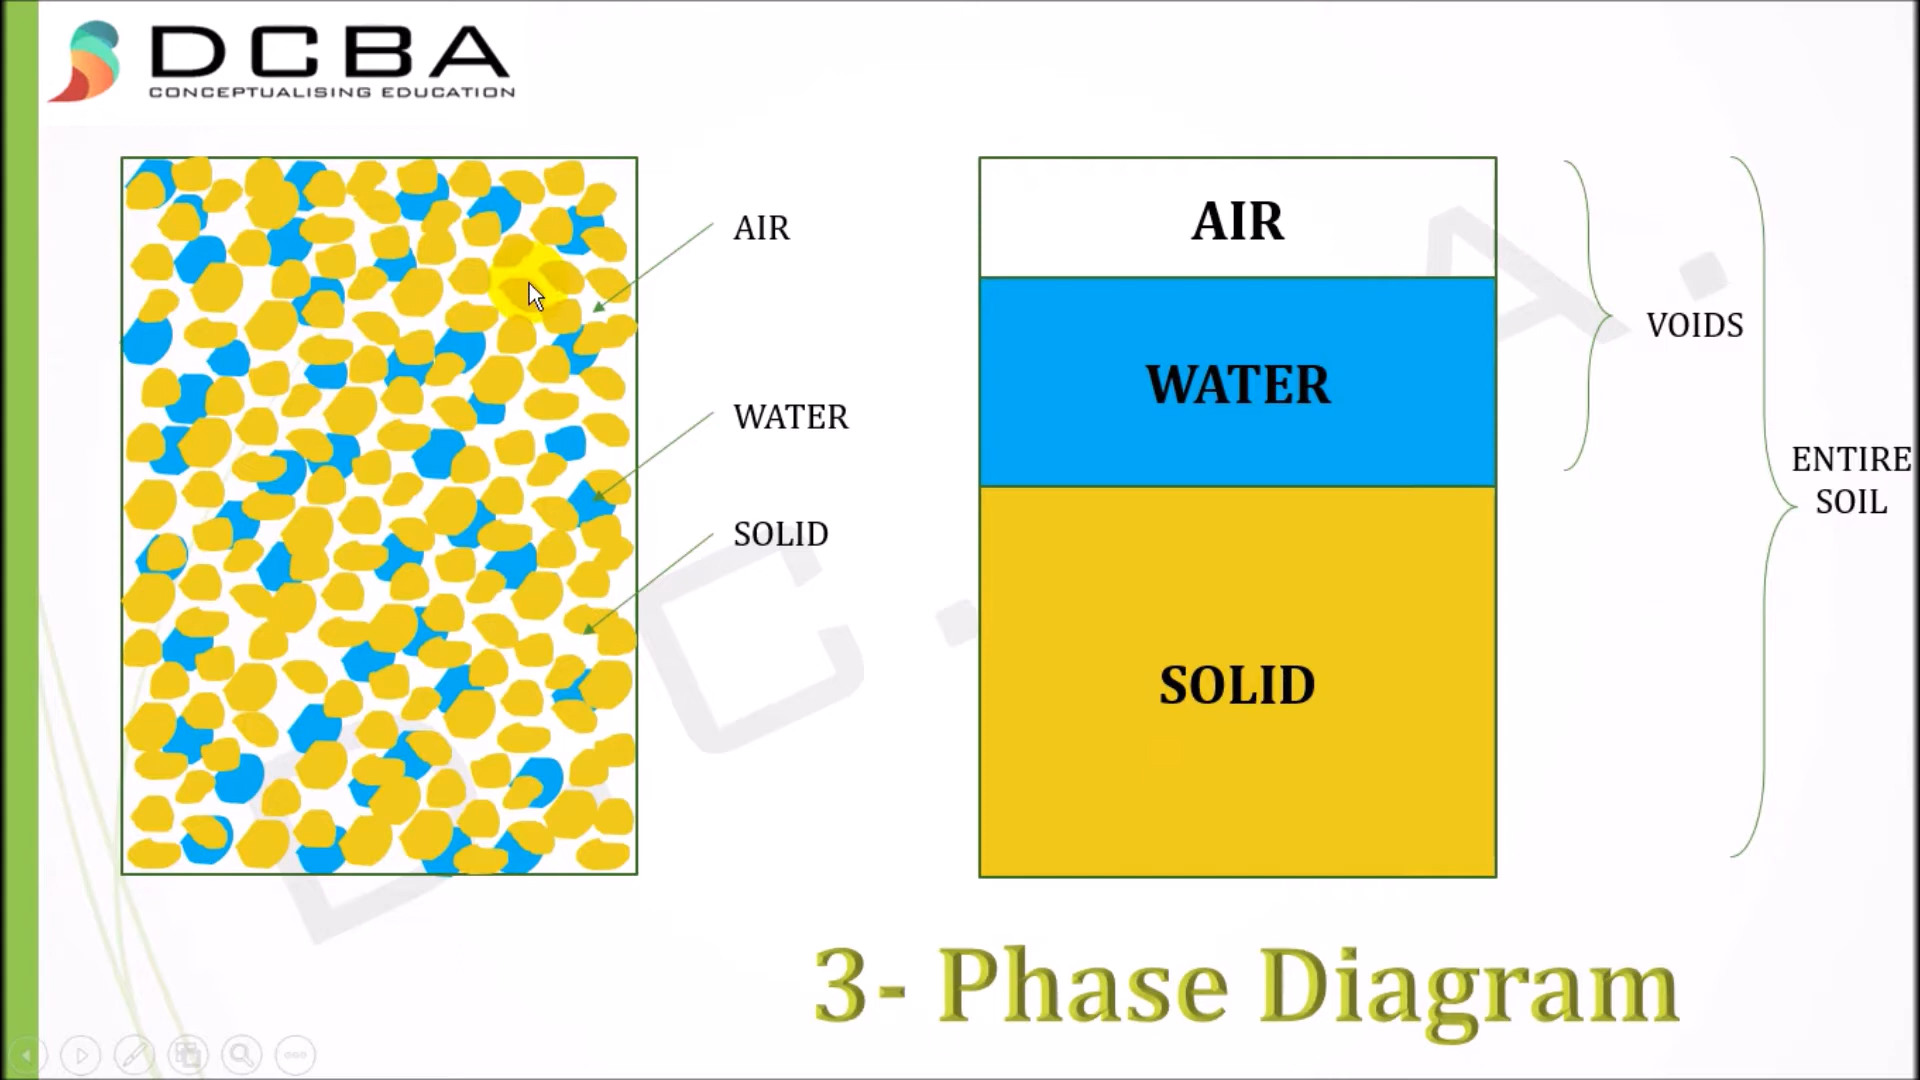 DCBA
CONCEPTUALISING EDUCATION
AIR
WATER
SOLID
AIR
WATER
SOLID
VOIDS
ENTIRE
SOIL
D.C.
A.
3- Phase Diagram